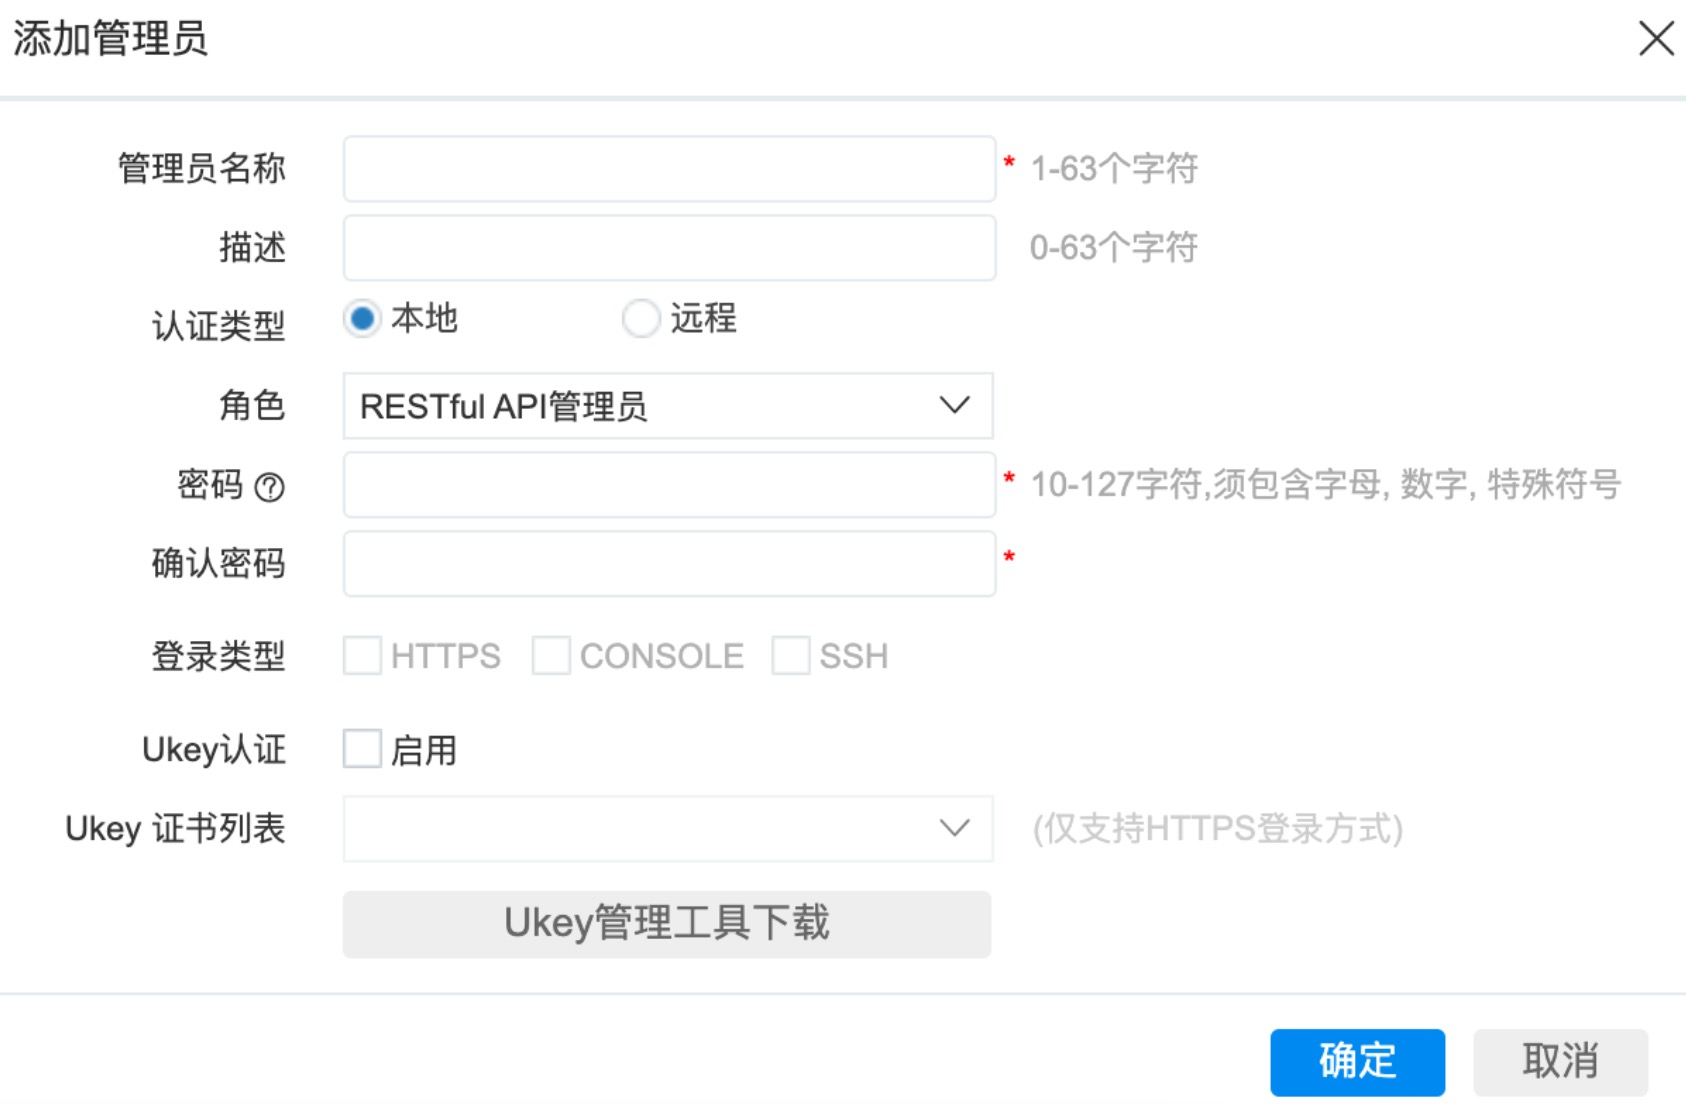 添加管理员
管理员名称 * 1-63个字符
描述 0-63个字符
认证类型 本地 远程
角色 RESTful API管理员
密码 ? * 10-127字符,须包含字母, 数字, 特殊符号
确认密码 *
登录类型 HTTPS CONSOLE SSH
Ukey认证 启用
Ukey 证书列表 (仅支持HTTPS登录方式)
Ukey管理工具下载
确定 取消